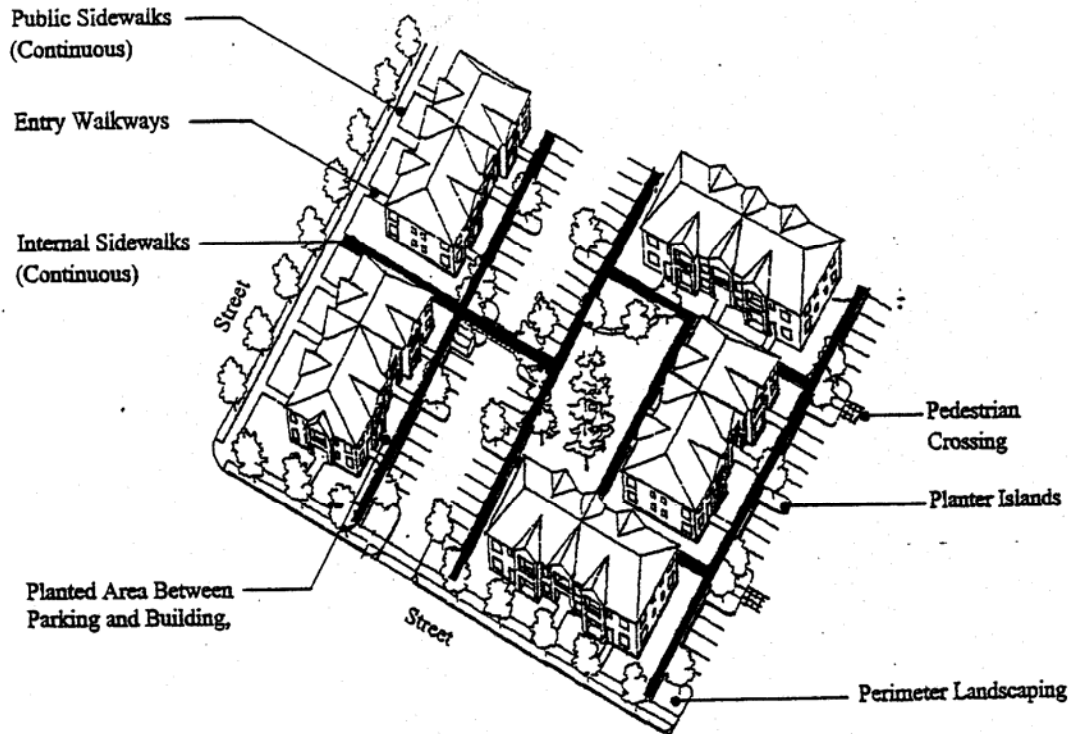 Public Sidewalks
(Continuous)
Entry Walkways
Internal Sidewalks
(Continuous)
Street
Pedestrian
Crossing
Planter Islands
Planted Area Between
Parking and Building,
Street
Perimeter Landscaping